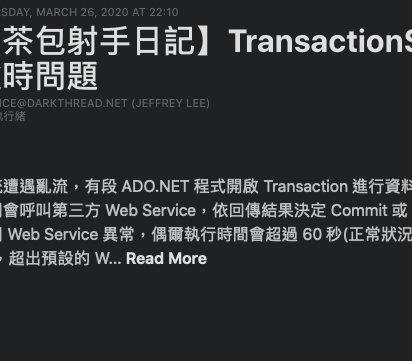 RSDAY, MARCH 26, 2020 AT 22:10
茶包射手日記】TransactionS
時問題
ICE@DARKTHREAD.NET (JEFFREY LEE)
執行緒
遭遇亂流，有段 ADO.NET 程式開啟 Transaction 進行資料
會呼叫第三方 Web Service，依回傳結果決定 Commit 或
Web Service 異常，偶爾執行時間會超過 60 秒(正常狀況
，超出預設的 W... Read More